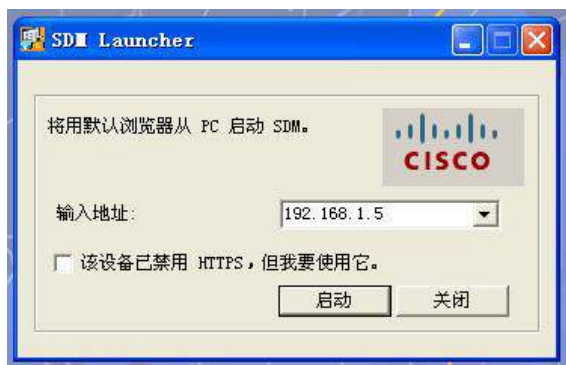 SDM Launcher
将用默认浏览器从 PC 启动 SDM。
CISCO
输入地址:
192.168.1.5
该设备已禁用 HTTPS，但我要使用它。
启动
关闭